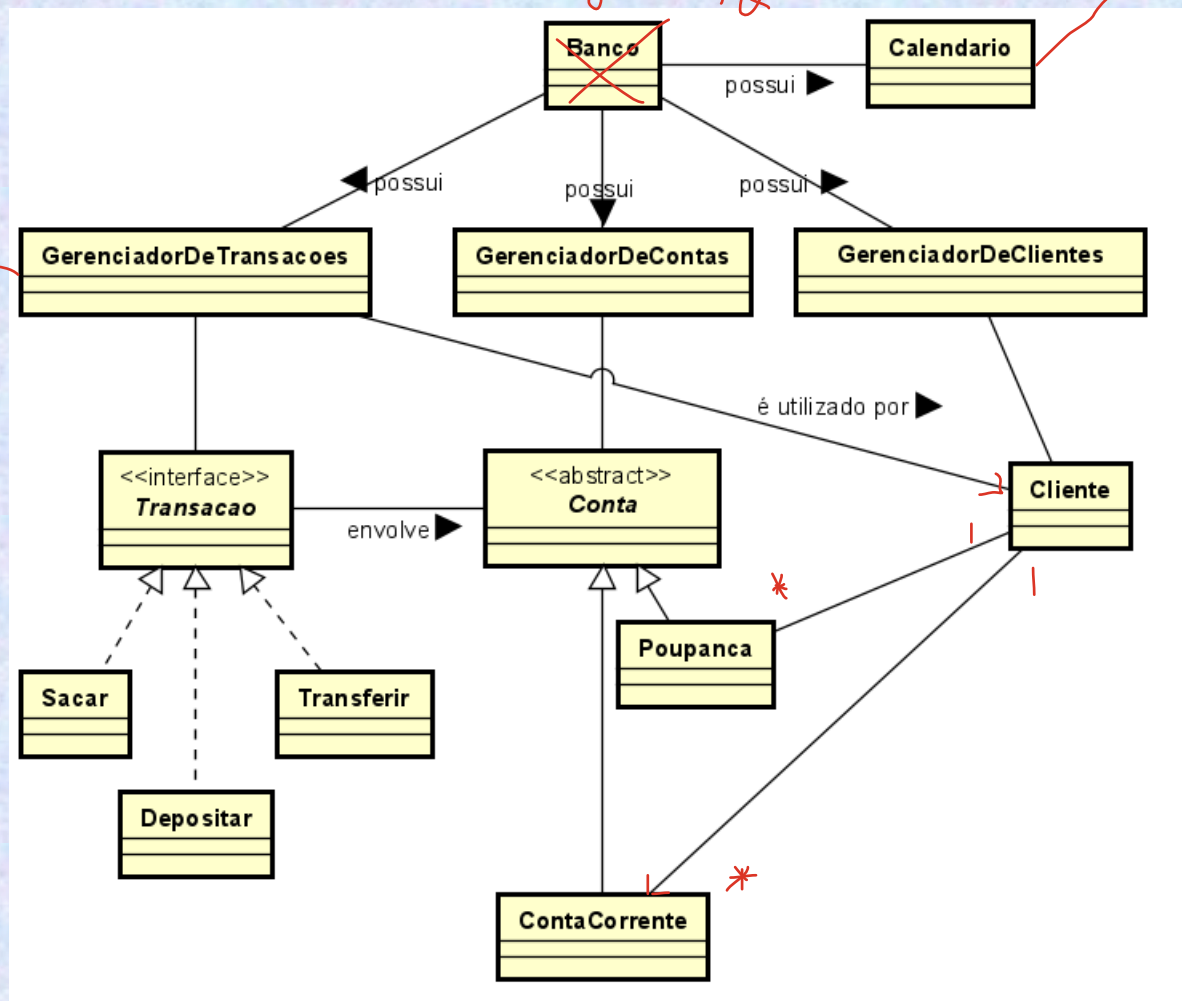 Banco
Calendario
possui
possui
possui
possui
GerenciadorDeTransacoes
GerenciadorDeContas
GerenciadorDeClientes
é utilizado por
<<interface>>
Transacao
<<abstract>>
Conta
envolve
Cliente
1
1
*
Poupanca
Sacar
Transferir
Depositar
*
ContaCorrente